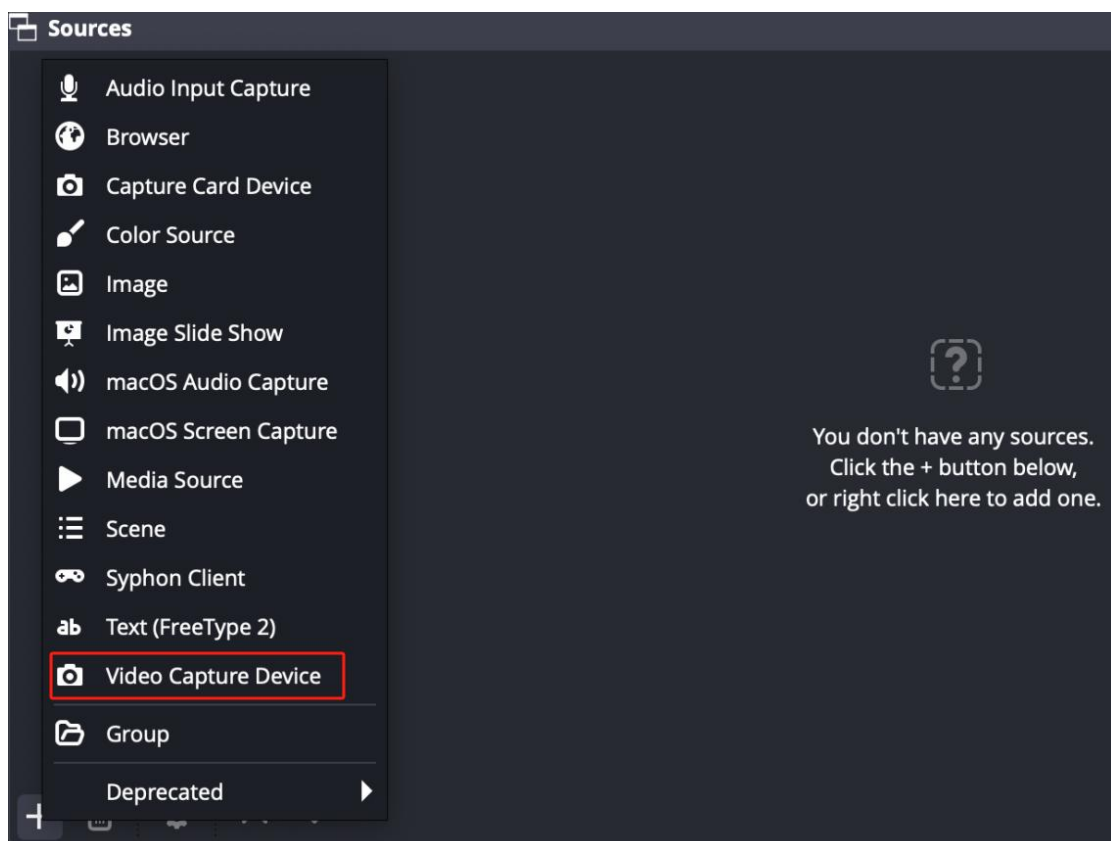 Sources
Audio Input Capture
Browser
Capture Card Device
Color Source
Image
Image Slide Show
macOS Audio Capture
macOS Screen Capture
Media Source
Scene
Syphon Client
ab Text (FreeType 2)
Video Capture Device
Group
Deprecated
You don't have any sources.
Click the + button below,
or right click here to add one.